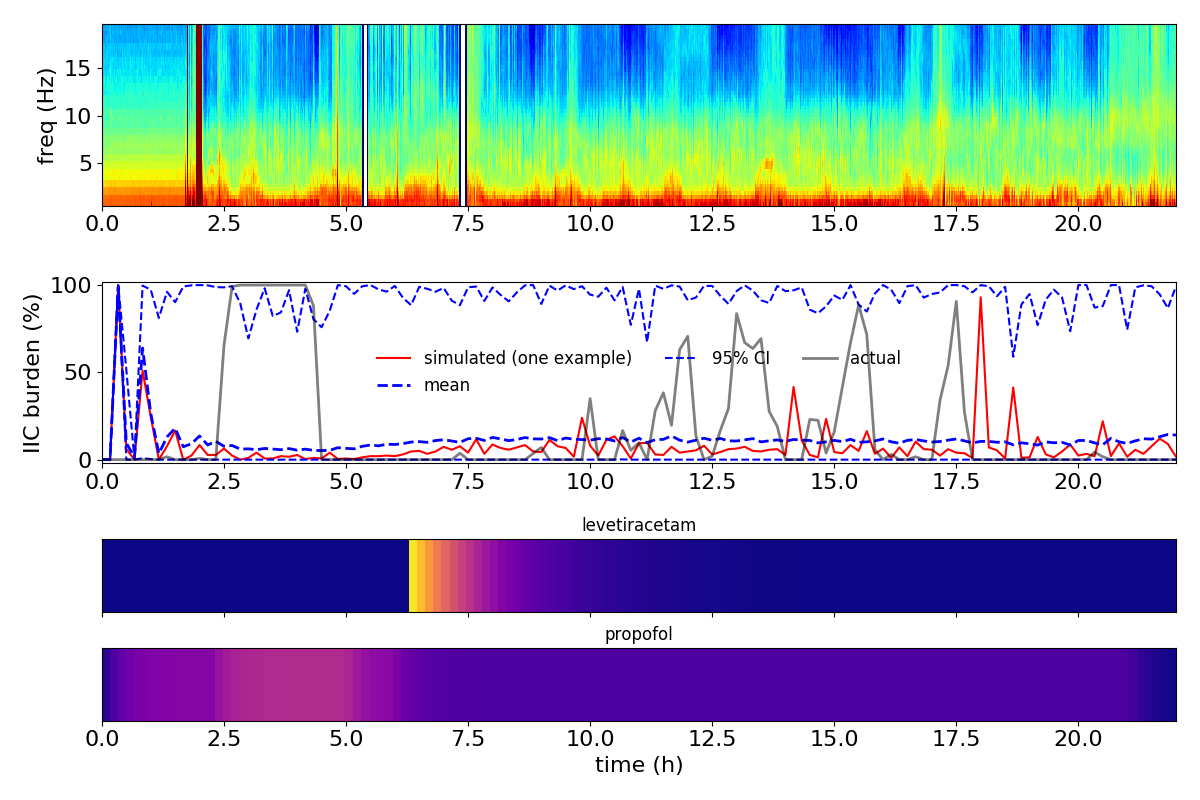 freq (Hz)
15
10
5
0.0 2.5 5.0 7.5 10.0 12.5 15.0 17.5 20.0
IIC burden (%)
100
50
0
simulated (one example) 95% CI actual
mean
0.0 2.5 5.0 7.5 10.0 12.5 15.0 17.5 20.0
levetiracetam
propofol
0.0 2.5 5.0 7.5 10.0 12.5 15.0 17.5 20.0
time (h)